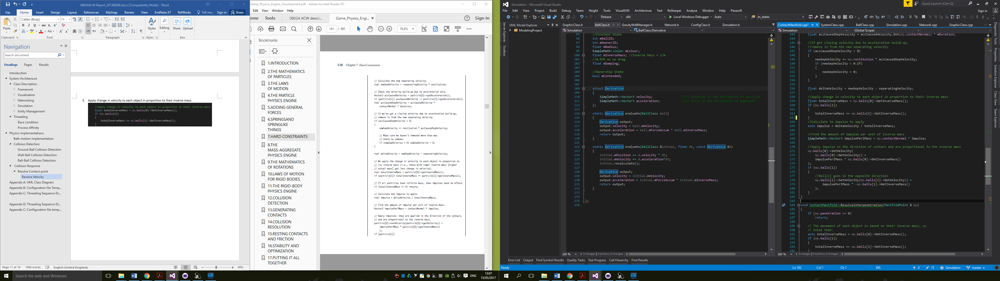 08024ACW Report_201308286.docx [Compatibility Mode] - Word
File Home Insert Design Layout References Mailings Review View EndNote X7 RefWorks Tell me... Sign in Share
Calibri (Body) 11
Paste
Styles Editing Share Upload
Clipboard Font Paragraph Styles Box
Navigation
Search document
Headings Pages Results
Introduction
System Architecture
Class Description
Framework
Visualisation
Networking
Simulation
Entity Management
Threading
Race condition
Process Affinity
Physics implementations
Balls motion implementation
Collision Detection
Ground-Ball Collision Detection
Wall-Ball Collision Detection
Ball-Ball Collision Detection
Collision Response
Resolve Contact point
Resolve Velocity
Appendix A: UML Class Diagram
Appendix B: Configuration file Temp...
Appendix C: Threading Sequence Di...
Appendix D: Threading Sequence Di...
Appendix C: Configuration file temp...
5. Apply change in velocity to each object in proportion to their inverse mass.
//Apply change in velocity to each object in proportion to their inverse mass
float totalInverseMass = mp.balls[0]->GetInverseMass();
if (mp.balls[1])
{
totalInverseMass += mp.balls[1]->GetInverseMass();
}
Page 11 of 19 1966 words English (United Kingdom) 90%
Search the web and Windows
Game_Physics_Engine_Development.pdf - Adobe Acrobat Reader DC
Edit View Window Help
ome Tools 08024 ACW descri... Game_Physics_Engi... Sign In
141 / 481 76.6%
Bookmarks
1.INTRODUCTION
2.THE MATHEMATICS
OF PARTICLES
3.THE LAWS
OF MOTION
4.THE PARTICLE
PHYSICS ENGINE
5.ADDING GENERAL
FORCES
6.SPRINGSAND
SPRINGLIKE
THINGS
7.HARD CONSTRAINTS
8.THE
MASS-AGGREGATE
PHYSICS ENGINE
9.THE MATHEMATICS
OF ROTATIONS
10.LAWS OF MOTION
FOR RIGID BODIES
11.THE RIGID-BODY
PHYSICS ENGINE
12.COLLISION
DETECTION
13.GENERATING
CONTACTS
14.COLLISION
RESOLUTION
15.RESTING CONTACTS
AND FRICTION
16.STABILITY AND
OPTIMIZATION
17.PUTTING IT ALL
TOGETHER
118 Chapter 7 Hard Constraints
// Calculate the new separating velocity.
real newSepVelocity = -separatingVelocity * restitution;
// Check the velocity build-up due to acceleration only.
Vector3 accCausedVelocity = particle[0]->getAcceleration();
if (particle[1]) accCausedVelocity -= particle[1]->getAcceleration();
real accCausedSepVelocity = accCausedVelocity *
contactNormal * duration;
// If we've got a closing velocity due to acceleration build-up,
// remove it from the new separating velocity.
if (accCausedSepVelocity < 0)
{
newSepVelocity += restitution * accCausedSepVelocity;
// Make sure we haven't removed more than was
// there to remove.
if (newSepVelocity < 0) newSepVelocity = 0;
}
real deltaVelocity = newSepVelocity - separatingVelocity;
// We apply the change in velocity to each object in proportion to
// its inverse mass (i.e., those with lower inverse mass [higher
// actual mass] get less change in velocity).
real totalInverseMass = particle[0]->getInverseMass();
if (particle[1]) totalInverseMass += particle[1]->getInverseMass();
// If all particles have infinite mass, then impulses have no effect.
if (totalInverseMass <= 0) return;
// Calculate the impulse to apply.
real impulse = deltaVelocity / totalInverseMass;
// Find the amount of impulse per unit of inverse mass.
Vector3 impulsePerIMass = contactNormal * impulse;
// Apply impulses: they are applied in the direction of the contact,
// and are proportional to the inverse mass.
particle[0]->setVelocity(particle[0]->getVelocity() +
impulsePerIMass * particle[0]->getInverseMass()
);
if (particle[1])
ENG 13:07
15/05/2017
Simulation - Microsoft Visual Studio
Quick Launch (Ctrl+Q)
File Edit View Project Build Debug Team Nsight Tools VisualSVN Architecture Test ReSharper Analyze Window Help Parasoft Sign in
Release x64 Local Windows Debugger Auto m_states
Server Explorer
Toolbox
UML Model Explorer
ModelingProject
GraphicClass.h BallClass.h GravityWellManager.h Network.h ConfigClass.h Simulation.h
Simulation BallClass::Derivative
95 //Constant State
96 int mBallID;
97 int mOwenerID;
98 float mRadius;
99 SimpleMath::Color mColour;
100 float mInverseMass; //Inverse Mass = 1/m
101 //0.995 as no drag
102 float mDamping;
103
104 //Ownership State
105 bool mContended;
106
107
108 struct Derivative
109 {
110 SimpleMath::Vector3 velocity; ///< velocity is the derivative of position.
111 SimpleMath::Vector3 acceleration; ///< force in the derivative of momentum.
112 };
113
114 static Derivative evaluate(BallClass ball)
115 {
116 Derivative output;
117 output.velocity = ball.mVelocity;
118 output.acceleration = ball.mForceAccum * ball.mInverseMass;
119 return output;
120 }
121
122 static Derivative evaluate(BallClass &initial, float dt, const Derivative &d)
123 {
124 initial.mPosition += d.velocity * dt;
125 initial.mVelocity += d.acceleration*dt;
126 initial.recalculate();
127
128 Derivative output;
129 output.velocity = initial.mVelocity;
130 output.acceleration = initial.mForceAccum * initial.mInverseMass;
131 return output;
132 }
133
134
135 };
136
100 % 0 changes | 0 authors, 0 changes
ContactManifold.cpp* SystemClass.cpp BallClass.cpp Simulation.cpp Network.cpp GraphicClass.cpp
Simulation (Global Scope)
143 float accCausedSepVelocity = accCausedVelocity.Dot(mp.contactNormal) * mDuration;
144
145 //if got closing velocity due to acceleration build-up,
146 //remove it from the new separating velocity
147 if (accCausedSepVelocity < 0)
148 {
149 newSepVelocity += mp.restitution * accCausedSepVelocity;
150 if (newSepVelocity < 0.1f)
151 {
152 newSepVelocity = 0;
153 }
154 }
155
156 float deltaVelocity = newSepVelocity - separatingVelocity;
157
158 //Apply change in velocity to each object in proportion to their inverse mass
159 float totalInverseMass = mp.balls[0]->GetInverseMass();
160 if (mp.balls[1])
161 {
162 totalInverseMass += mp.balls[1]->GetInverseMass();
163 }
164 //Calculate te impulse to apply
165 auto impulse = deltaVelocity / totalInverseMass;
166
167 //Find the amount of impulse per unit of inverse mass
168 SimpleMath::Vector3 impulsePerIMass = mp.contactNormal * impulse;
169
170 //Apply impulse in the direction of contact and are proportional to the inverse mass
171 mp.balls[0]->SetVelocity(
172 mp.balls[0]->GetVelocity() +
173 impulsePerIMass * mp.balls[0]->GetInverseMass()
174 );
175 if (mp.balls[1])
176 {
177 //Ball[1] goes in the opposite direction
178 mp.balls[1]->SetVelocity(mp.balls[1]->GetVelocity() +
179 impulsePerIMass * -mp.balls[1]->GetInverseMass()
180 );
181 }
182 }
183
184 void ContactManifold::ResolveInterpenetration(ManifoldPoint & mp)
185 {
186 if (mp.penetration <= 0)
187 return;
188
189 // The movement of each object is based on their inverse mass, so
190 // total that.
191 auto totalInverseMass = mp.balls[0]->GetInverseMass();
192 if (mp.balls[1])
193 {
194 totalInverseMass += mp.balls[1]->GetInverseMass();
195 }
100 % 0 changes | 0 authors, 0 changes
Diagnostic Tools
Properties
Solution Explorer
Class View
Team Explorer
Error List Output Find Symbol Results Quality Tasks Test Progress Call Hierarchy Find Results
Ready Ln 183 Col 1 Ch 1 INS 0 15 Simulation master